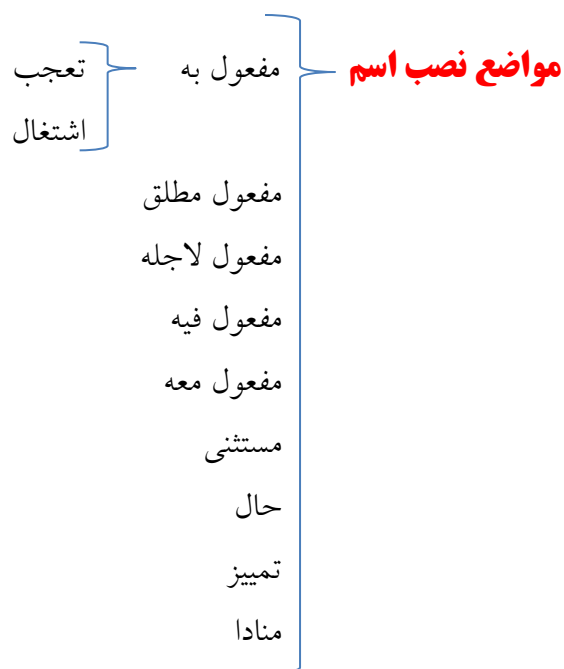 مواضع نصب اسم
مفعول به
تعجب
اشتغال
مفعول مطلق
مفعول لاجله
مفعول فیه
مفعول معه
مستثنی
حال
تمییز
منادا